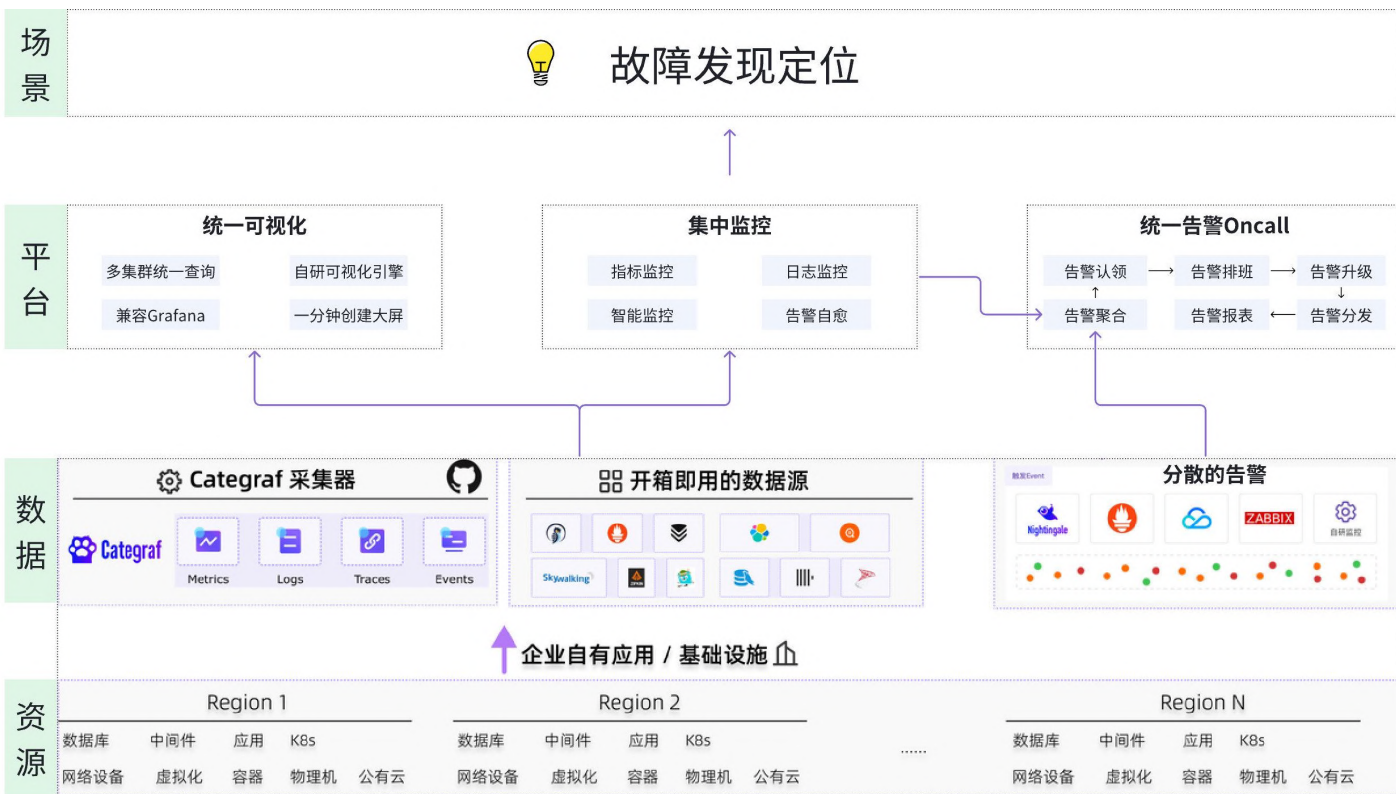 场景
故障发现定位
平台
统一可视化
多集群统一查询 自研可视化引擎
兼容Grafana 一分钟创建大屏
集中监控
指标监控 日志监控
智能监控 告警自愈
统一告警Oncall
告警认领 告警排班 告警升级
告警聚合 告警报表 告警分发
数据
Categraf 采集器
Categraf
Metrics Logs Traces Events
开箱即用的数据源
Skywalking
ZIPKIN
分散的告警
触发Event
Nightingale
ZABBIX
自研监控
企业自有应用 / 基础设施
资源
Region 1
数据库 中间件 应用 K8s
网络设备 虚拟化 容器 物理机 公有云
Region 2
数据库 中间件 应用 K8s
网络设备 虚拟化 容器 物理机 公有云
......
Region N
数据库 中间件 应用 K8s
网络设备 虚拟化 容器 物理机 公有云